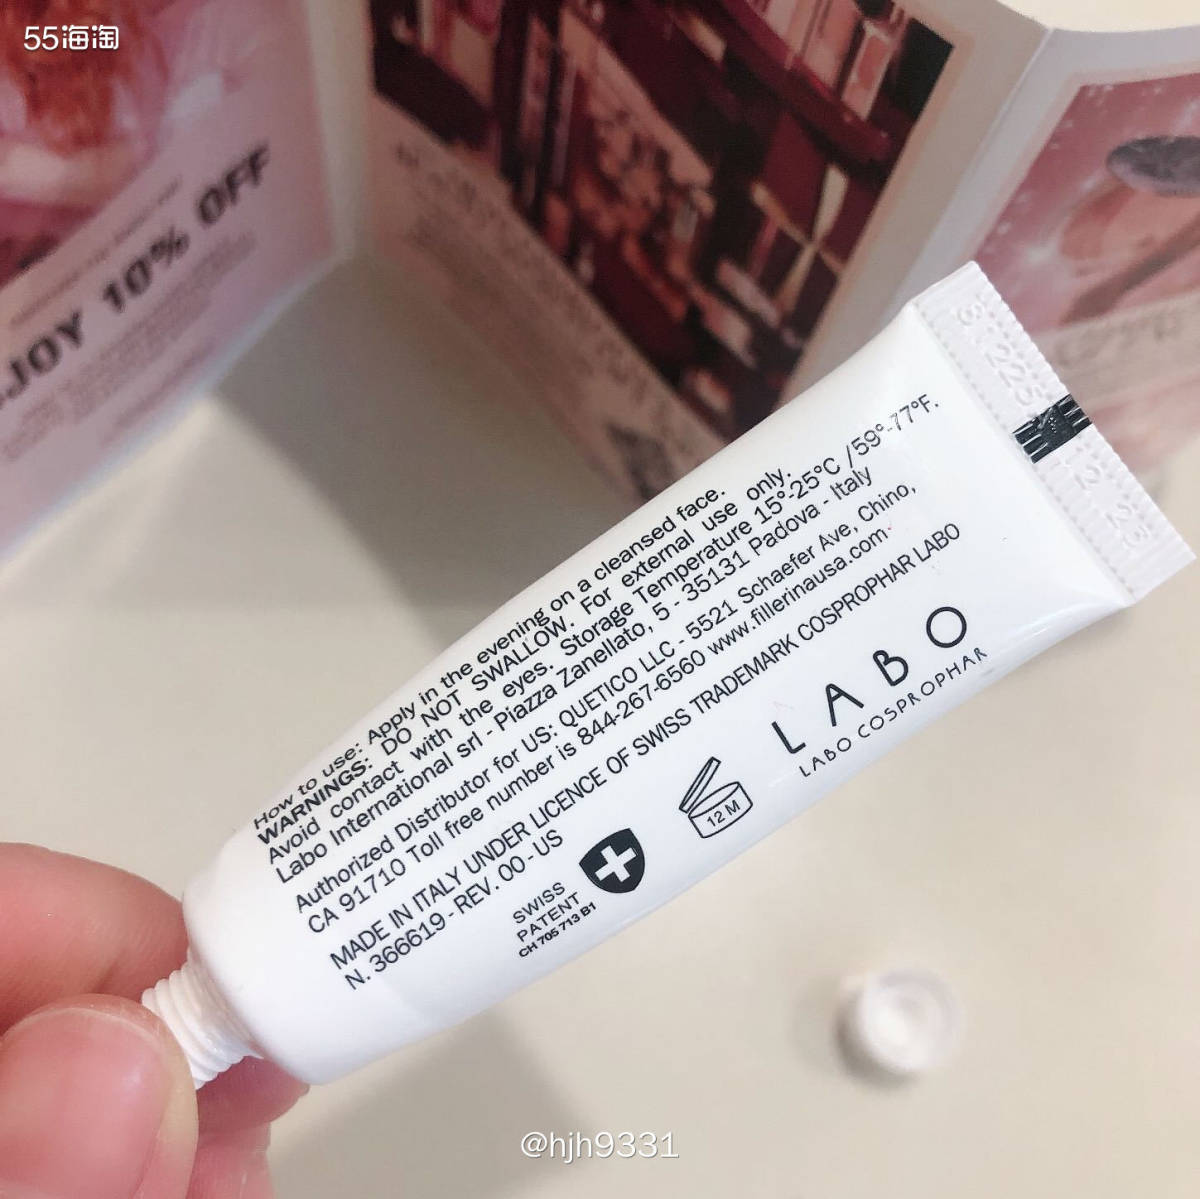 55海淘
JOY 10% OFF
How to use: Apply in the evening on a cleansed face.
WARNINGS: DO NOT SWALLOW. For external use only.
Avoid contact with the eyes. Storage Temperature 15°-25°C /59°-77°F.
Labo International srl - Piazza Zanellato, 5 - 35131 Padova - Italy
Authorized Distributor for US: QUETICO LLC - 5521 Schaefer Ave, Chino,
CA 91710 Toll free number is 844-267-6560 www.fillerinausa.com
MADE IN ITALY UNDER LICENCE OF SWISS TRADEMARK COSPROPHAR LABO
N. 366619 - REV. 00 - US
SWISS
PATENT
CH 705 713 B1
12 M
LABO
LABO COSPROPHAR
12 23
@hjh9331